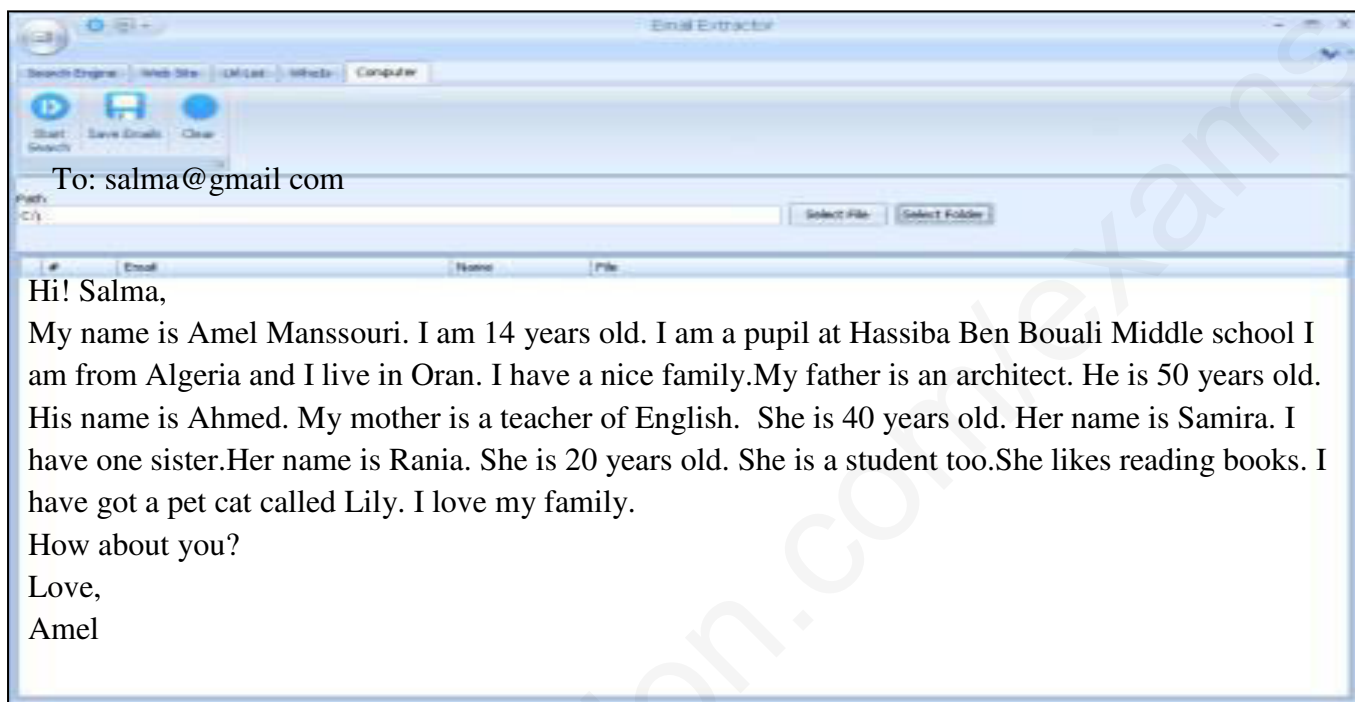 Email Extractor
Search Engine Web Site Url List WhoIs Computer
Start Search Save Emails Clear
To: salma@gmail com
Path
C:\
Select File Select Folder
# Email Name File
Hi! Salma,
My name is Amel Manssouri. I am 14 years old. I am a pupil at Hassiba Ben Bouali Middle school I
am from Algeria and I live in Oran. I have a nice family.My father is an architect. He is 50 years old.
His name is Ahmed. My mother is a teacher of English.  She is 40 years old. Her name is Samira. I
have one sister.Her name is Rania. She is 20 years old. She is a student too.She likes reading books. I
have got a pet cat called Lily. I love my family.
How about you?
Love,
Amel